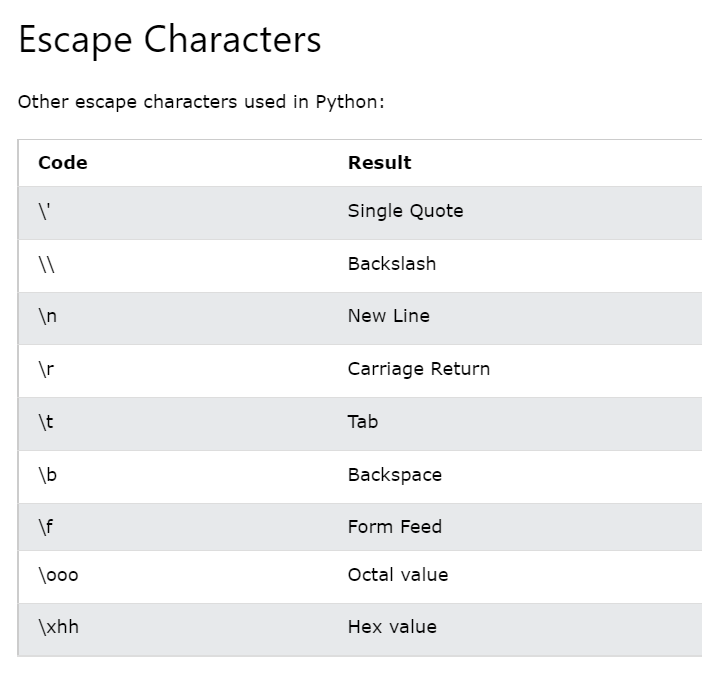 Escape Characters
Other escape characters used in Python:
Code Result
\' Single Quote
\\ Backslash
\n New Line
\r Carriage Return
\t Tab
\b Backspace
\f Form Feed
\ooo Octal value
\xhh Hex value